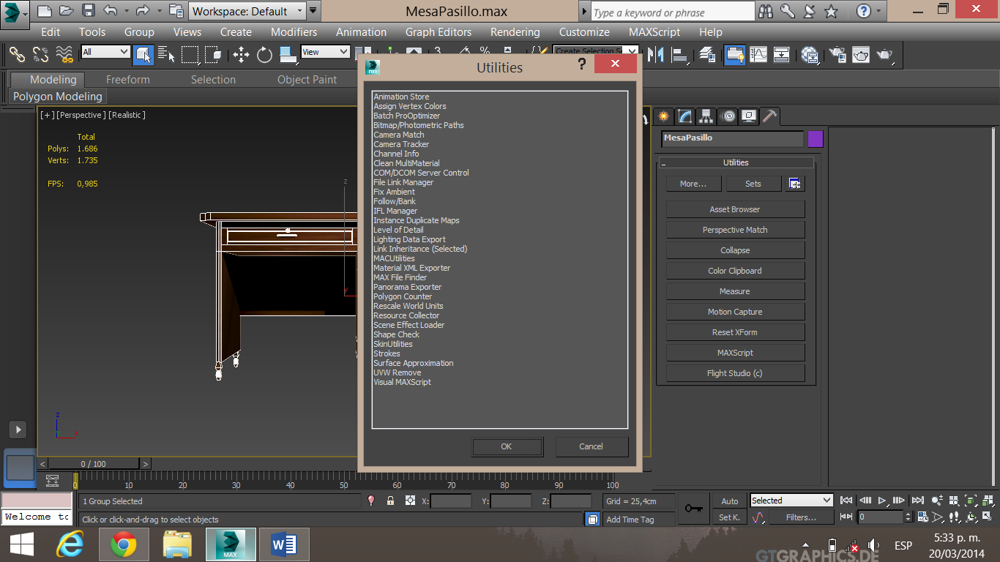 Workspace: Default
MesaPasillo.max
Type a keyword or phrase
Edit Tools Group Views Create Modifiers Animation Graph Editors Rendering Customize MAXScript Help
All
View
Create Selection Se
Modeling Freeform Selection Object Paint
Polygon Modeling
[+] [Perspective] [Realistic]
Total
Polys: 1.686
Verts: 1.735
FPS: 0,985
z
y
z
x
Utilities
?
MAX
Animation Store
Assign Vertex Colors
Batch ProOptimizer
Bitmap/Photometric Paths
Camera Match
Camera Tracker
Channel Info
Clean MultiMaterial
COM/DCOM Server Control
File Link Manager
Fix Ambient
Follow/Bank
IFL Manager
Instance Duplicate Maps
Level of Detail
Lighting Data Export
Link Inheritance (Selected)
MACUtilities
Material XML Exporter
MAX File Finder
Panorama Exporter
Polygon Counter
Rescale World Units
Resource Collector
Scene Effect Loader
Shape Check
SkinUtilities
Strokes
Surface Approximation
UVW Remove
Visual MAXScript
OK Cancel
MesaPasillo
Utilities
More... Sets
Asset Browser
Perspective Match
Collapse
Color Clipboard
Measure
Motion Capture
Reset XForm
MAXScript
Flight Studio (c)
< 0 / 100 >
0 10 20 30 40 50 60 70 80 90 100
1 Group Selected
X: Y: Z:
Grid = 25,4cm
Auto
Selected
Welcome to
Click or click-and-drag to select objects
Add Time Tag
Set K.
Filters...
0
MAX
ESP
5:33 p. m.
20/03/2014
GTGRAPHICS.DE